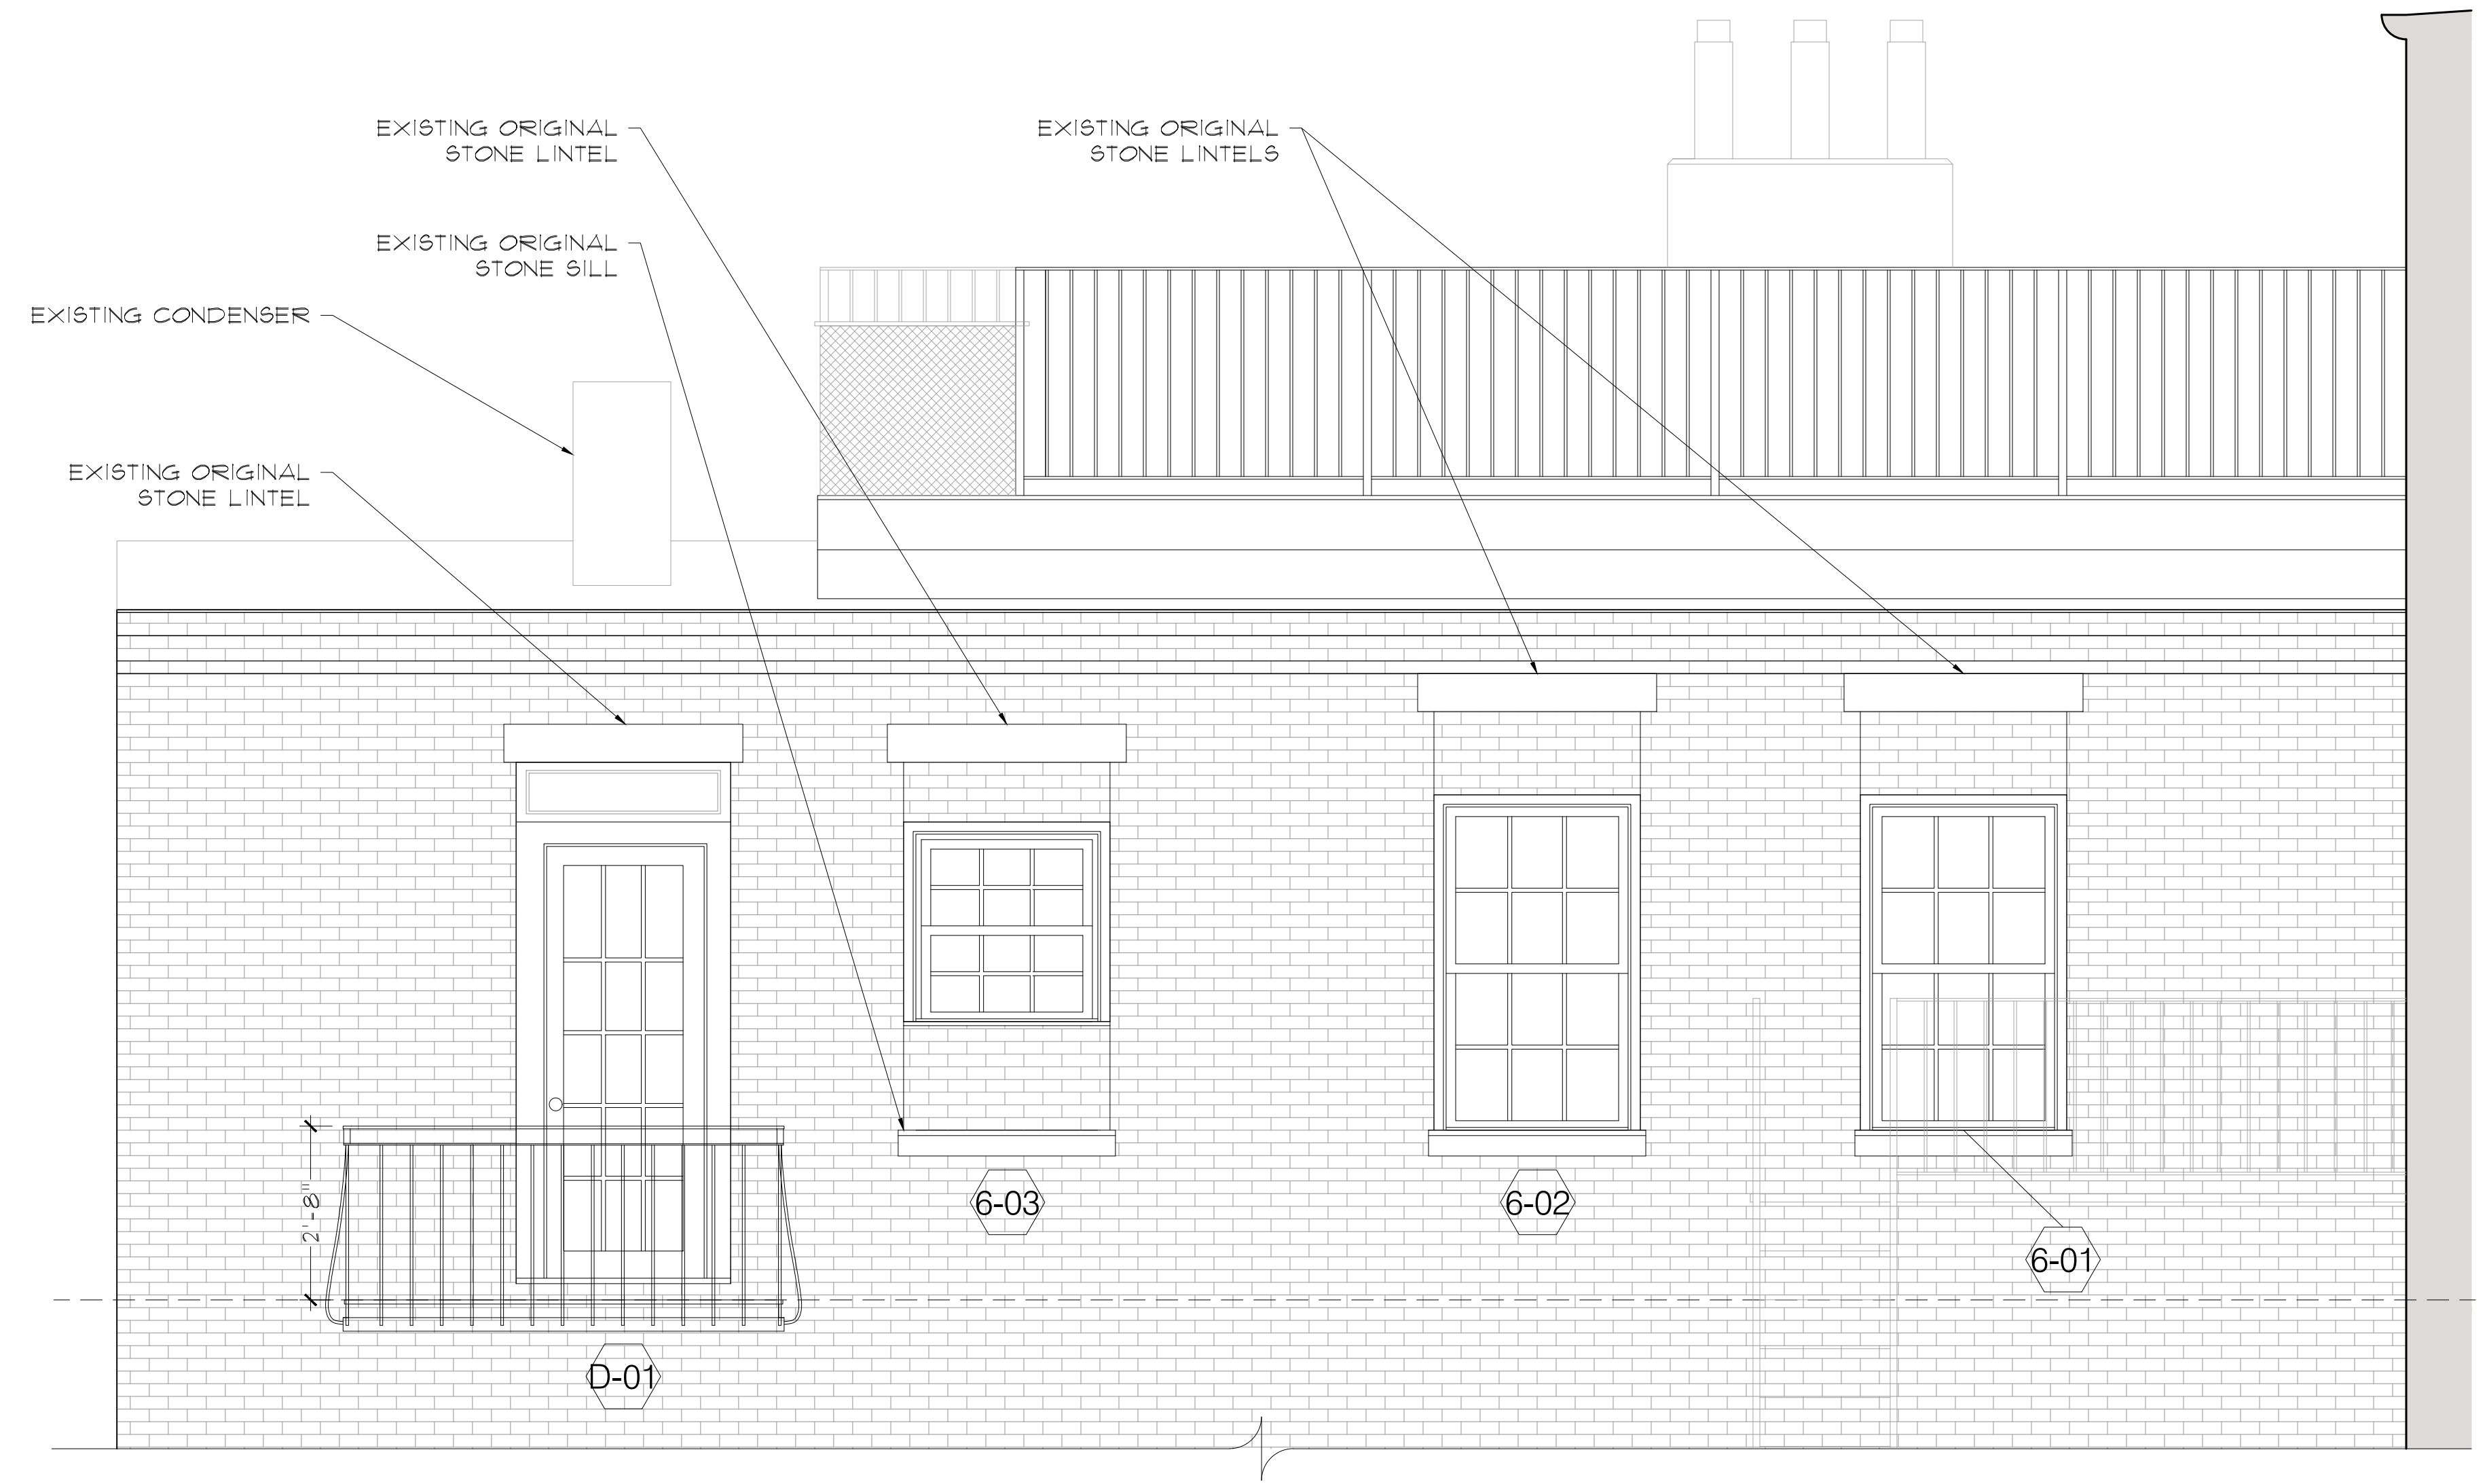 EXISTING ORIGINAL
STONE LINTEL
EXISTING ORIGINAL
STONE LINTELS
EXISTING ORIGINAL
STONE SILL
EXISTING CONDENSER
EXISTING ORIGINAL
STONE LINTEL
2'-8"
6-03
6-02
6-01
D-01